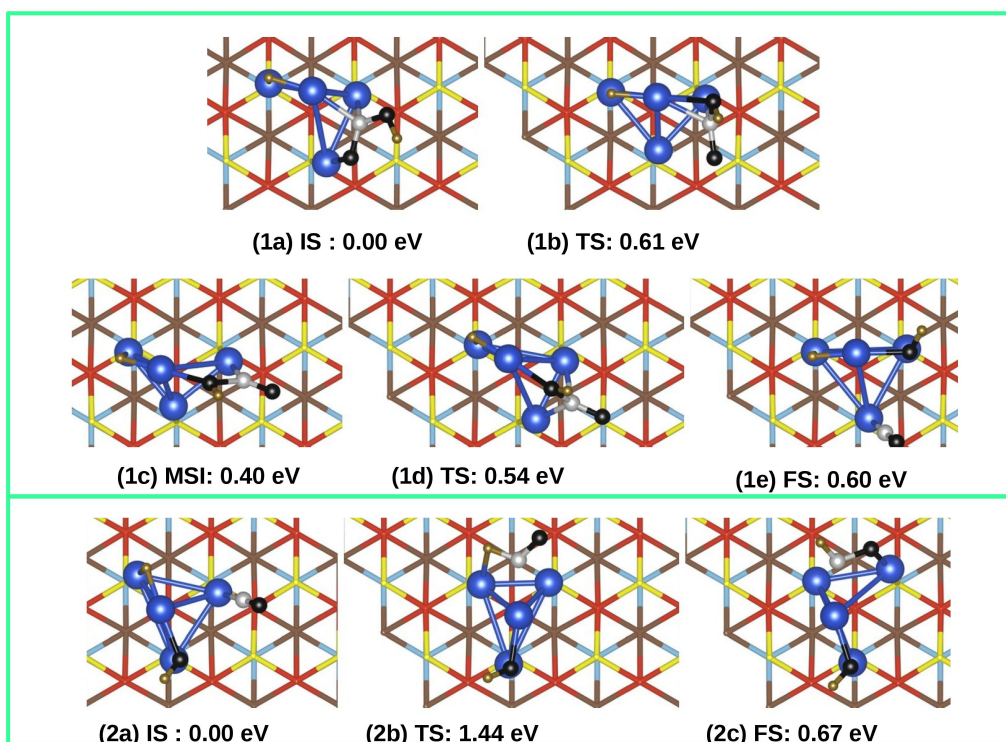 (1a) IS : 0.00 eV
(1b) TS: 0.61 eV
(1c) MSI: 0.40 eV
(1d) TS: 0.54 eV
(1e) FS: 0.60 eV
(2a) IS : 0.00 eV
(2b) TS: 1.44 eV
(2c) FS: 0.67 eV